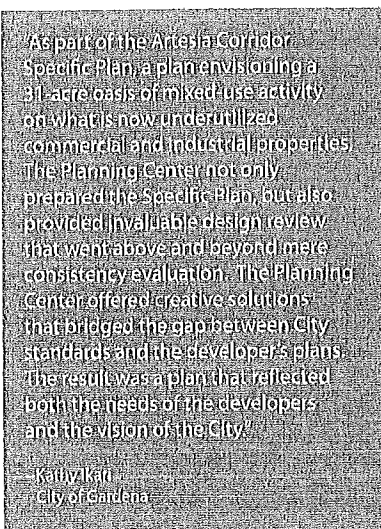 "As part of the Artesia Corridor
Specific Plan, a plan envisioning a
31-acre oasis of mixed-use activity
on what is now underutilized
commercial and industrial properties,
The Planning Center not only
prepared the Specific Plan, but also
provided invaluable design review
that went above and beyond mere
consistency evaluation. The Planning
Center offered creative solutions
that bridged the gap between City
standards and the developer's plans.
The result was a plan that reflected
both the needs of the developers
and the vision of the City."
Kathy Ikari
City of Gardena